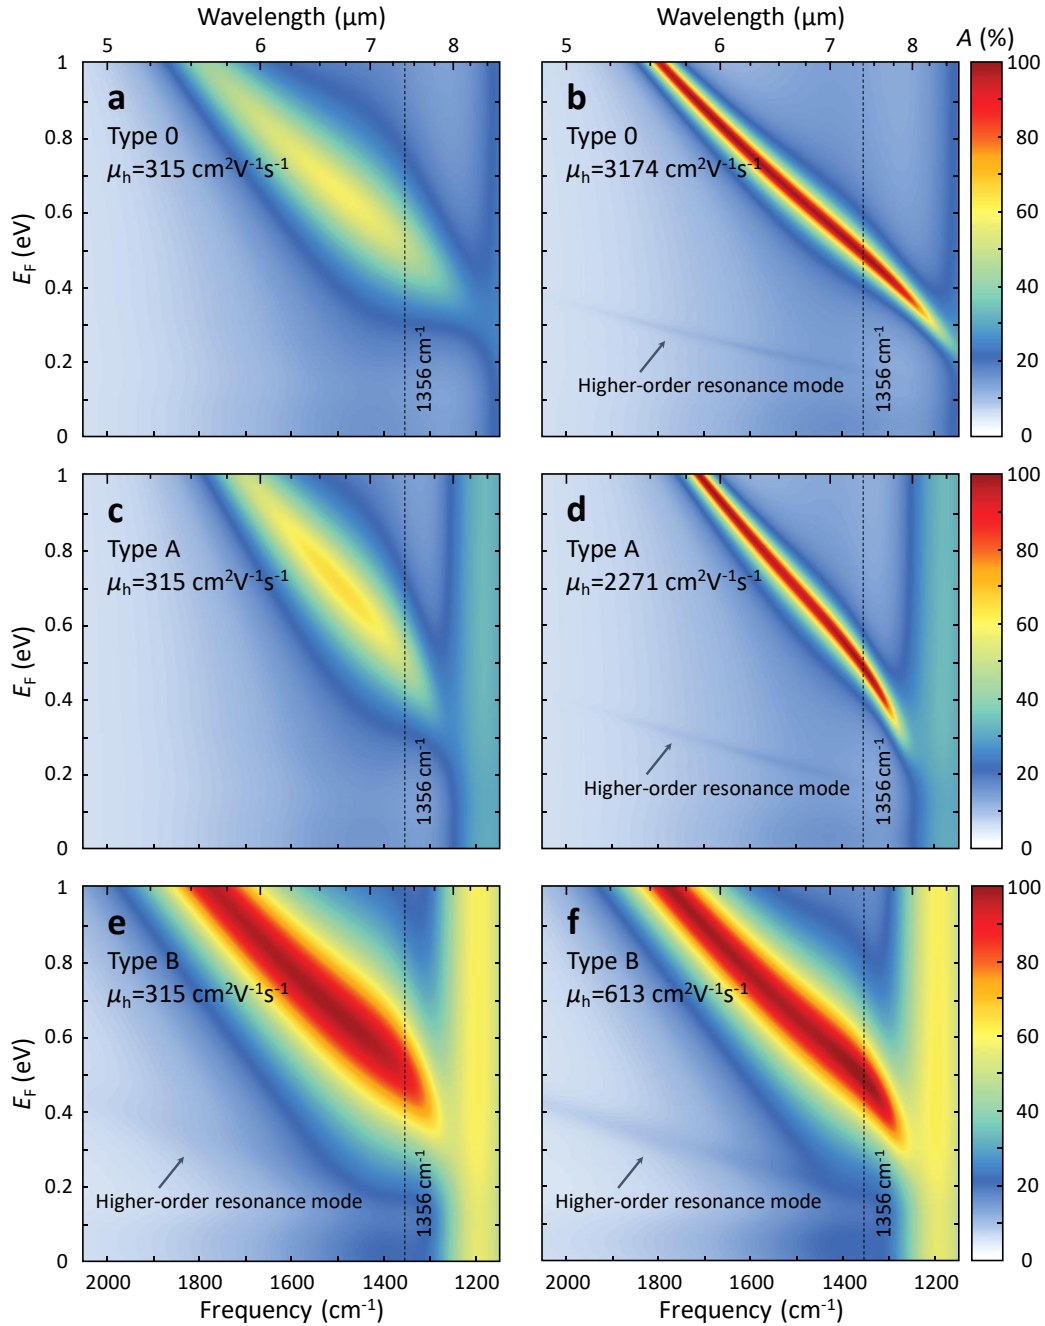 Wavelength (μm) Wavelength (μm)
5 6 7 8 5 6 7 8 A (%)
a
Type 0
μh=315 cm²V⁻¹s⁻¹
1356 cm⁻¹
EF (eV)
1
0.8
0.6
0.4
0.2
0
b
Type 0
μh=3174 cm²V⁻¹s⁻¹
Higher-order resonance mode
1356 cm⁻¹
100
80
60
40
20
0
c
Type A
μh=315 cm²V⁻¹s⁻¹
1356 cm⁻¹
EF (eV)
1
0.8
0.6
0.4
0.2
0
d
Type A
μh=2271 cm²V⁻¹s⁻¹
Higher-order resonance mode
1356 cm⁻¹
100
80
60
40
20
0
e
Type B
μh=315 cm²V⁻¹s⁻¹
Higher-order resonance mode
1356 cm⁻¹
EF (eV)
1
0.8
0.6
0.4
0.2
0
f
Type B
μh=613 cm²V⁻¹s⁻¹
Higher-order resonance mode
1356 cm⁻¹
100
80
60
40
20
0
2000 1800 1600 1400 1200 2000 1800 1600 1400 1200
Frequency (cm⁻¹) Frequency (cm⁻¹)